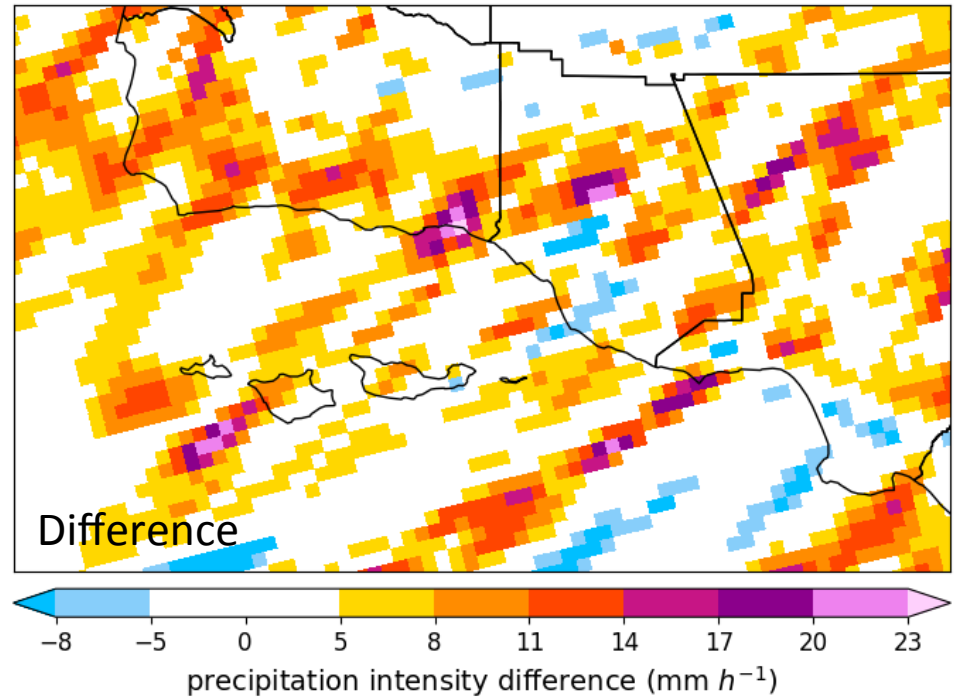 Difference
−8 −5 0 5 8 11 14 17 20 23
precipitation intensity difference (mm h⁻¹)